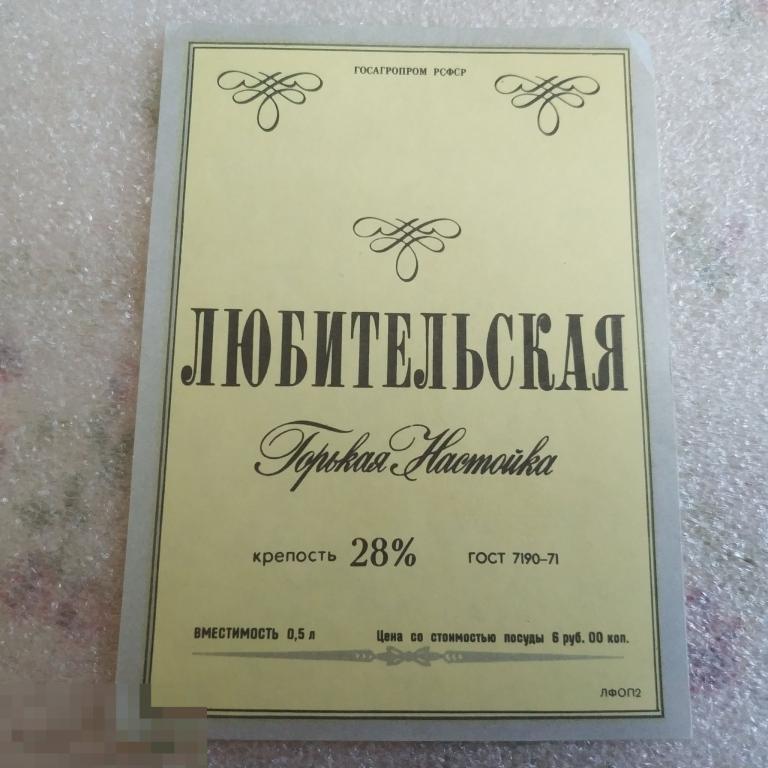 ГОСАГРОПРОМ РСФСР
ЛЮБИТЕЛЬСКАЯ
Горькая Настойка
крепость 28% ГОСТ 7190-71
ВМЕСТИМОСТЬ 0,5 л Цена со стоимостью посуды 6 руб. 00 коп.
ЛФОП2